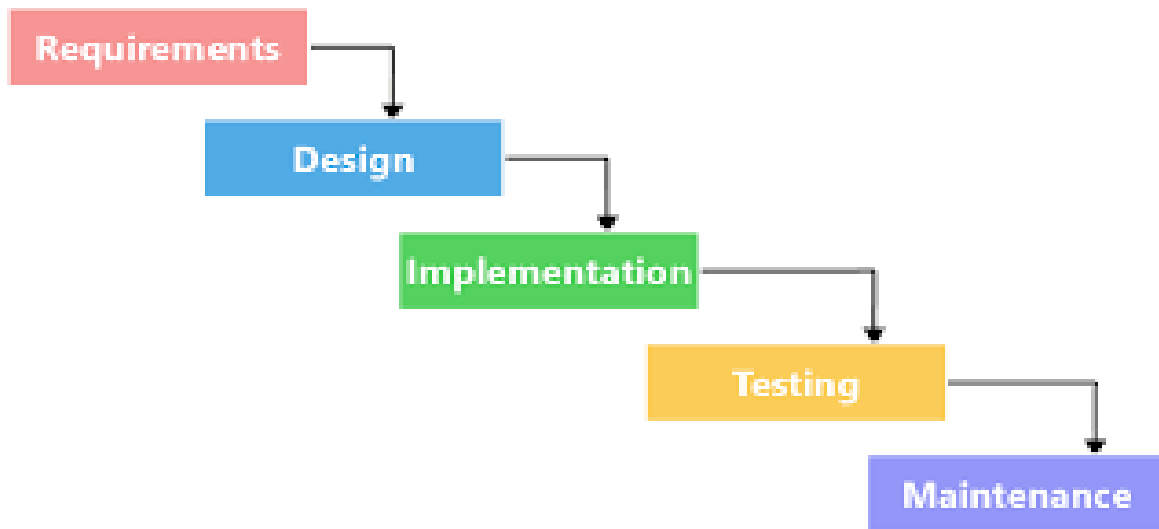 Requirements
Design
Implementation
Testing
Maintenance